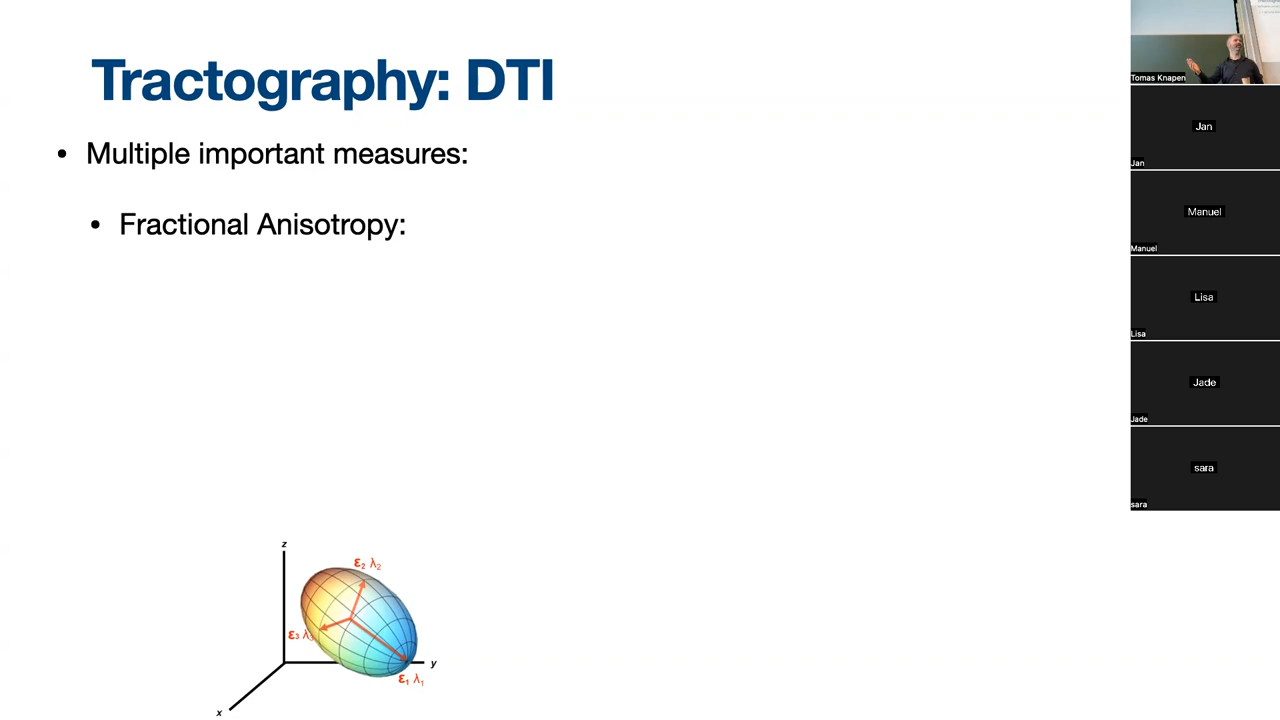 Tractography: DTI
• Multiple important measures:
• Fractional Anisotropy:
z
ε₂ λ₂
ε₃ λ₃
y
ε₁ λ₁
x
Tomas Knapen
Jan
Jan
Manuel
Manuel
Lisa
Lisa
Jade
Jade
sara
sara